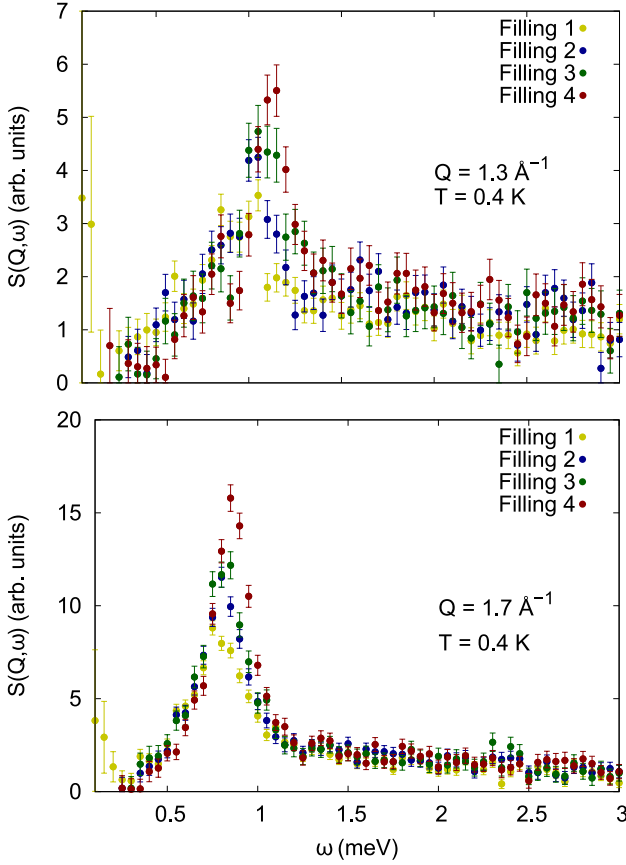 7
6
5
4
3
2
1
0
S(Q,ω) (arb. units)
Filling 1
Filling 2
Filling 3
Filling 4
Q = 1.3 Å⁻¹
T = 0.4 K
20
15
10
5
0
S(Q,ω) (arb. units)
Filling 1
Filling 2
Filling 3
Filling 4
Q = 1.7 Å⁻¹
T = 0.4 K
0.5 1 1.5 2 2.5 3
ω (meV)